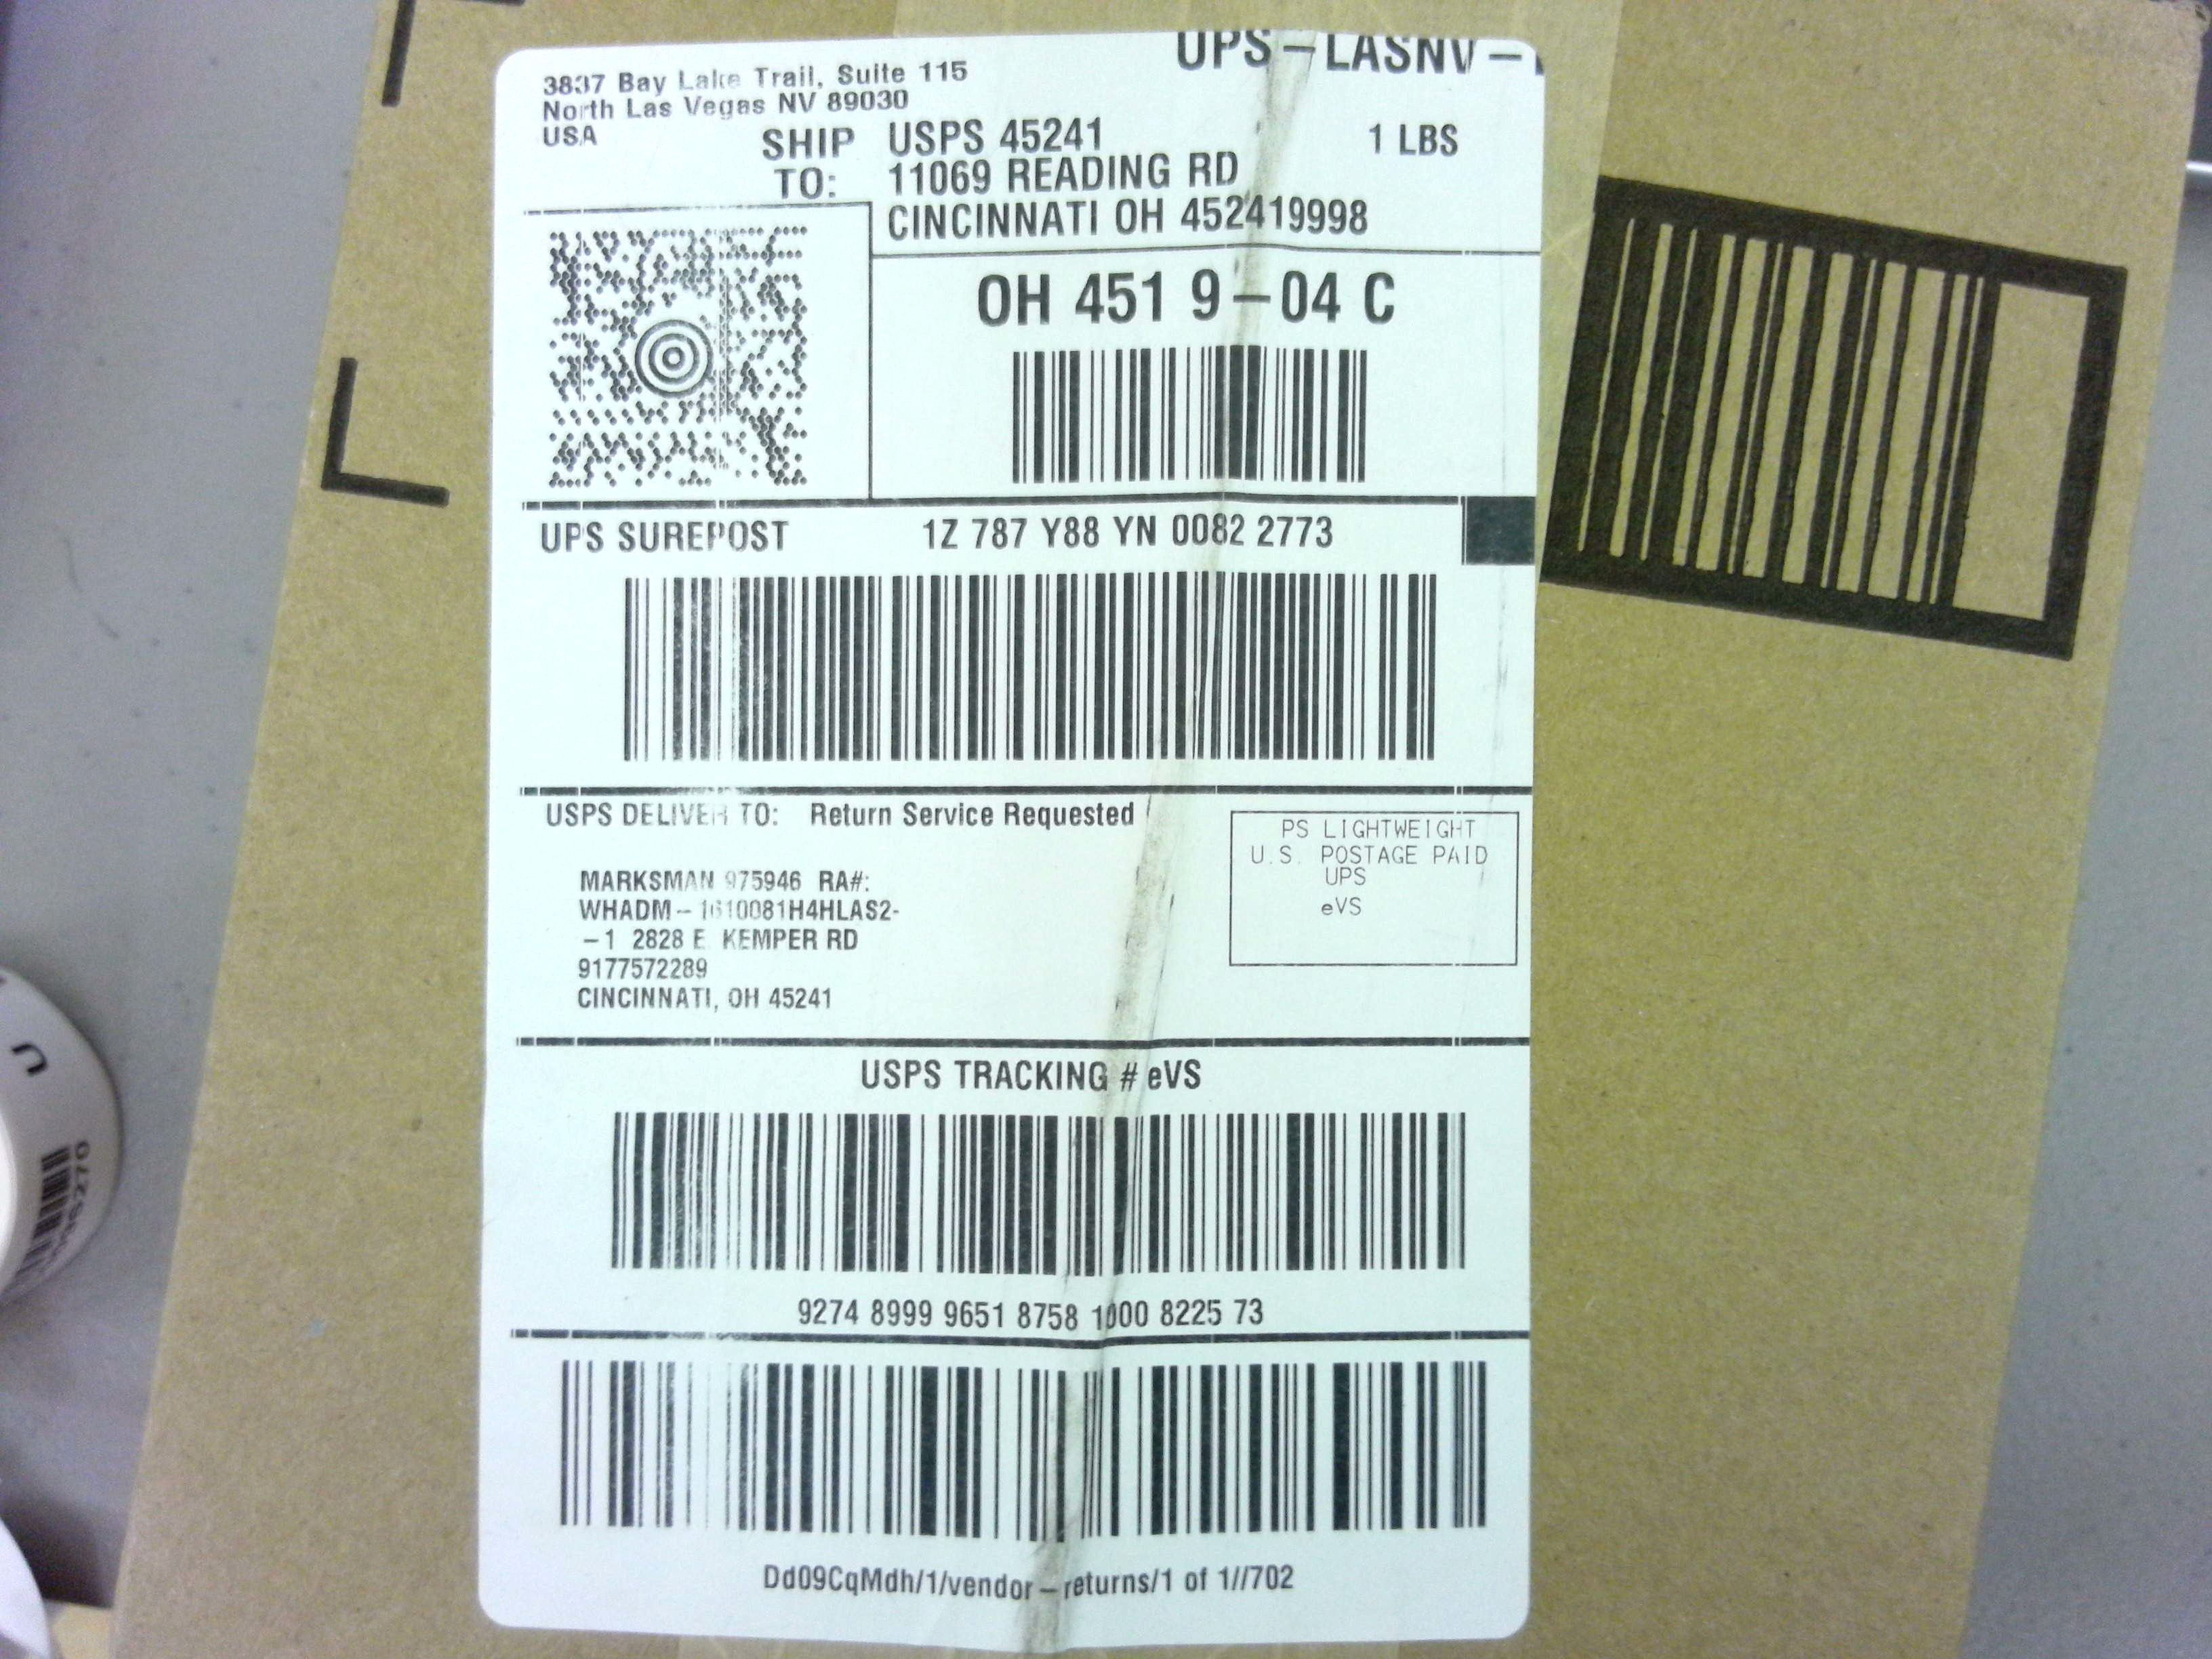 UPS-LASNV-
3837 Bay Lake Trail, Suite 115
North Las Vegas NV 89030
USA
SHIP TO:
USPS 45241
11069 READING RD
CINCINNATI OH 452419998
1 LBS
OH 451 9-04 C
UPS SUREPOST 1Z 787 Y88 YN 0082 2773
USPS DELIVER TO: Return Service Requested
PS LIGHTWEIGHT
U.S. POSTAGE PAID
UPS
eVS
MARKSMAN 975946 RA#:
WHADM-1610081H4HLAS2-
-1 2828 E KEMPER RD
9177572289
CINCINNATI, OH 45241
USPS TRACKING # eVS
9274 8999 9651 8758 1000 8225 73
Dd09CqMdh/1/vendor-returns/1 of 1//702